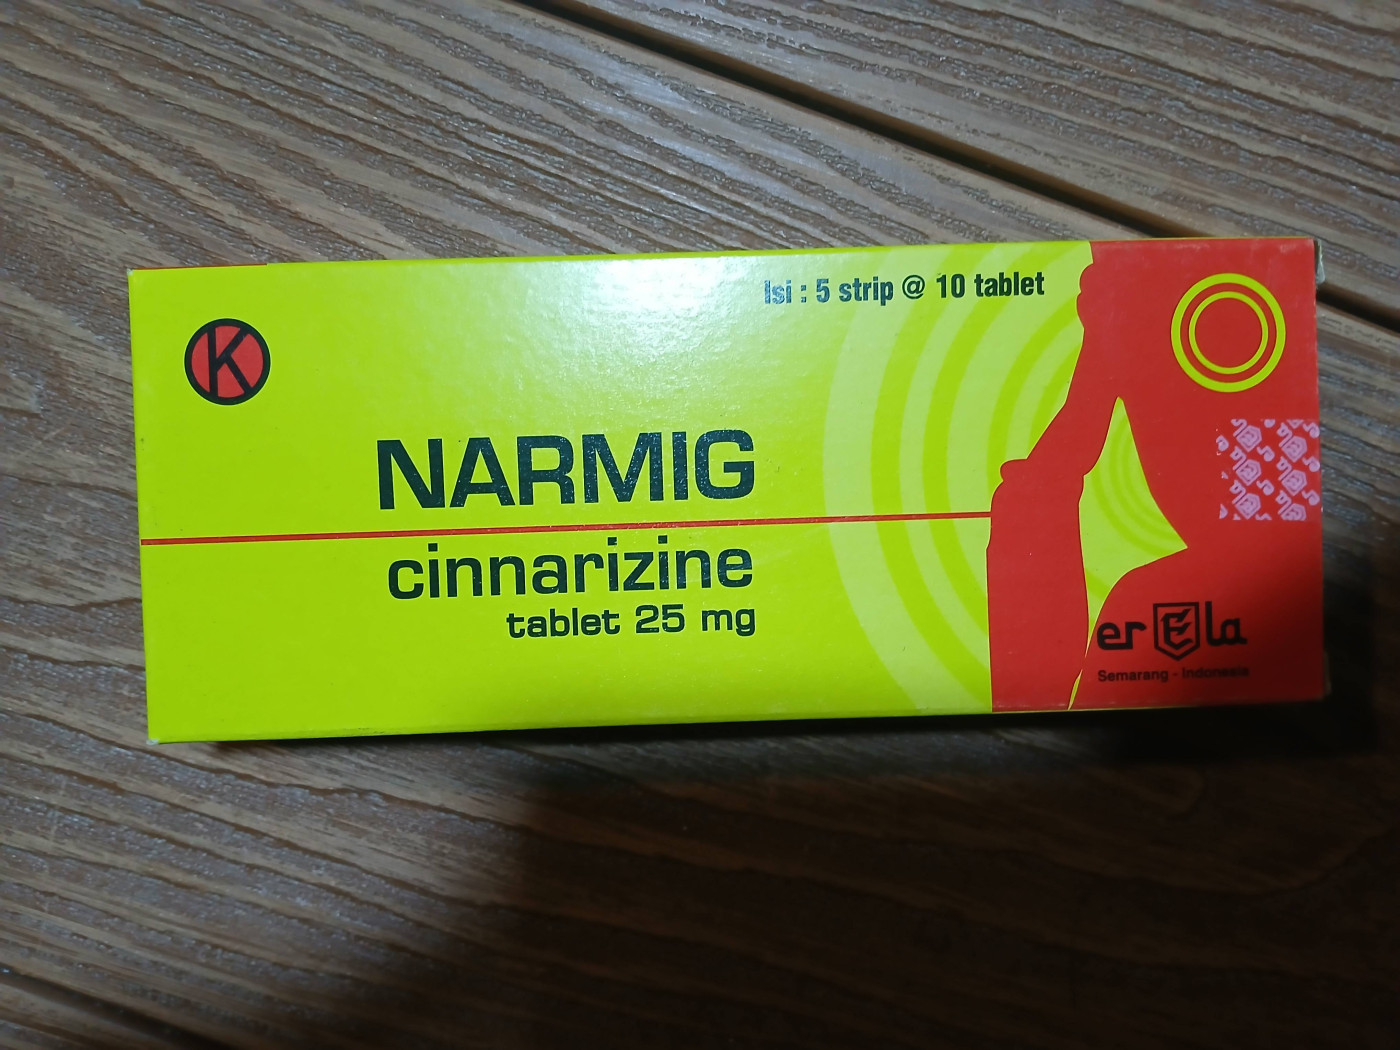 Isi : 5 strip @ 10 tablet
K
NARMIG
cinnarizine
tablet 25 mg
erEla
Semarang - Indonesia